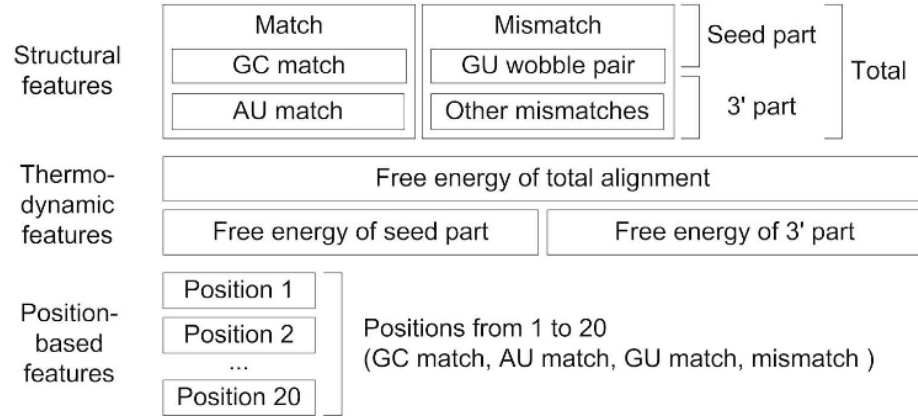 Structural
features
Match
GC match
AU match
Mismatch
GU wobble pair
Other mismatches
Seed part
3' part
Total
Thermo-
dynamic
features
Free energy of total alignment
Free energy of seed part
Free energy of 3' part
Position-
based
features
Position 1
Position 2
...
Position 20
Positions from 1 to 20
(GC match, AU match, GU match, mismatch )